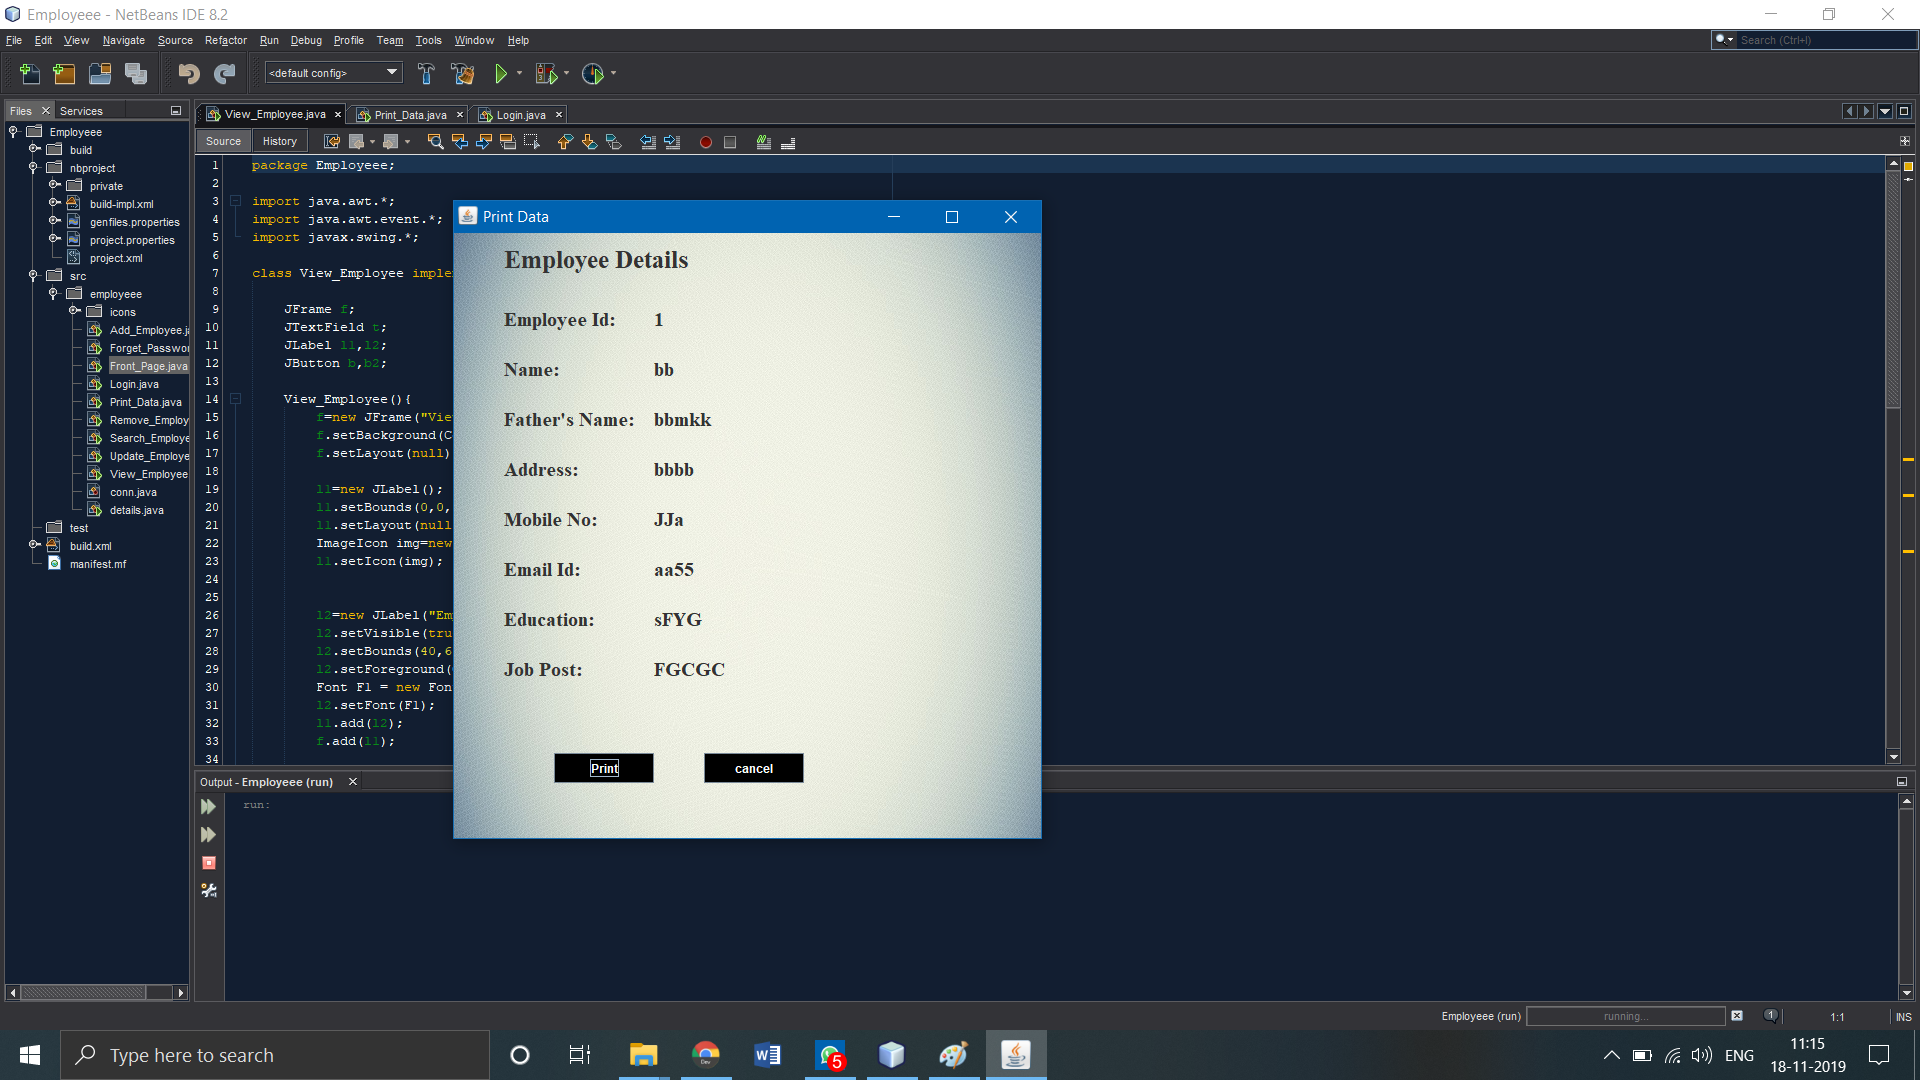 Employeee - NetBeans IDE 8.2
File Edit View Navigate Source Refactor Run Debug Profile Team Tools Window Help
Search (Ctrl+I)
<default config>
Files Services
View_Employee.java Print_Data.java Login.java
Source History
Employeee
build
nbproject
private
build-impl.xml
genfiles.properties
project.properties
project.xml
src
employeee
icons
Add_Employee.ja
Forget_Passwor
Front_Page.java
Login.java
Print_Data.java
Remove_Employ
Search_Employe
Update_Employe
View_Employee
conn.java
details.java
test
build.xml
manifest.mf
1 package Employeee;
2
3 import java.awt.*;
4 import java.awt.event.*;
5 import javax.swing.*;
6
7 class View_Employee imple
8
9 JFrame f;
10 JTextField t;
11 JLabel l1,l2;
12 JButton b,b2;
13
14 View_Employee(){
15 f=new JFrame("Vie
16 f.setBackground(C
17 f.setLayout(null)
18
19 l1=new JLabel();
20 l1.setBounds(0,0,
21 l1.setLayout(null
22 ImageIcon img=new
23 l1.setIcon(img);
24
25
26 l2=new JLabel("Em
27 l2.setVisible(tru
28 l2.setBounds(40,6
29 l2.setForeground(
30 Font F1 = new Fon
31 l2.setFont(F1);
32 l1.add(l2);
33 f.add(l1);
34
Print Data
Employee Details
Employee Id: 1
Name: bb
Father's Name: bbmkk
Address: bbbb
Mobile No: JJa
Email Id: aa55
Education: sFYG
Job Post: FGCGC
Print cancel
Output - Employeee (run)
run:
Employeee (run) running... 1 1:1 INS
Type here to search
Dev
5
ENG
11:15
18-11-2019